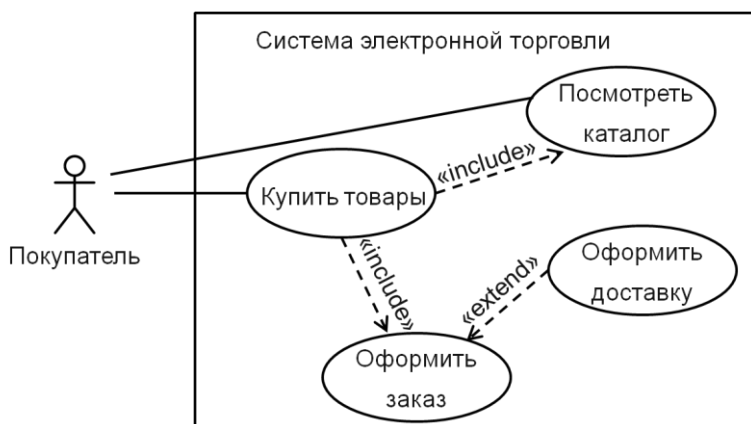 Система электронной торговли
Посмотреть
каталог
«include»
Купить товары
Покупатель
«include»
«extend»
Оформить
доставку
Оформить
заказ